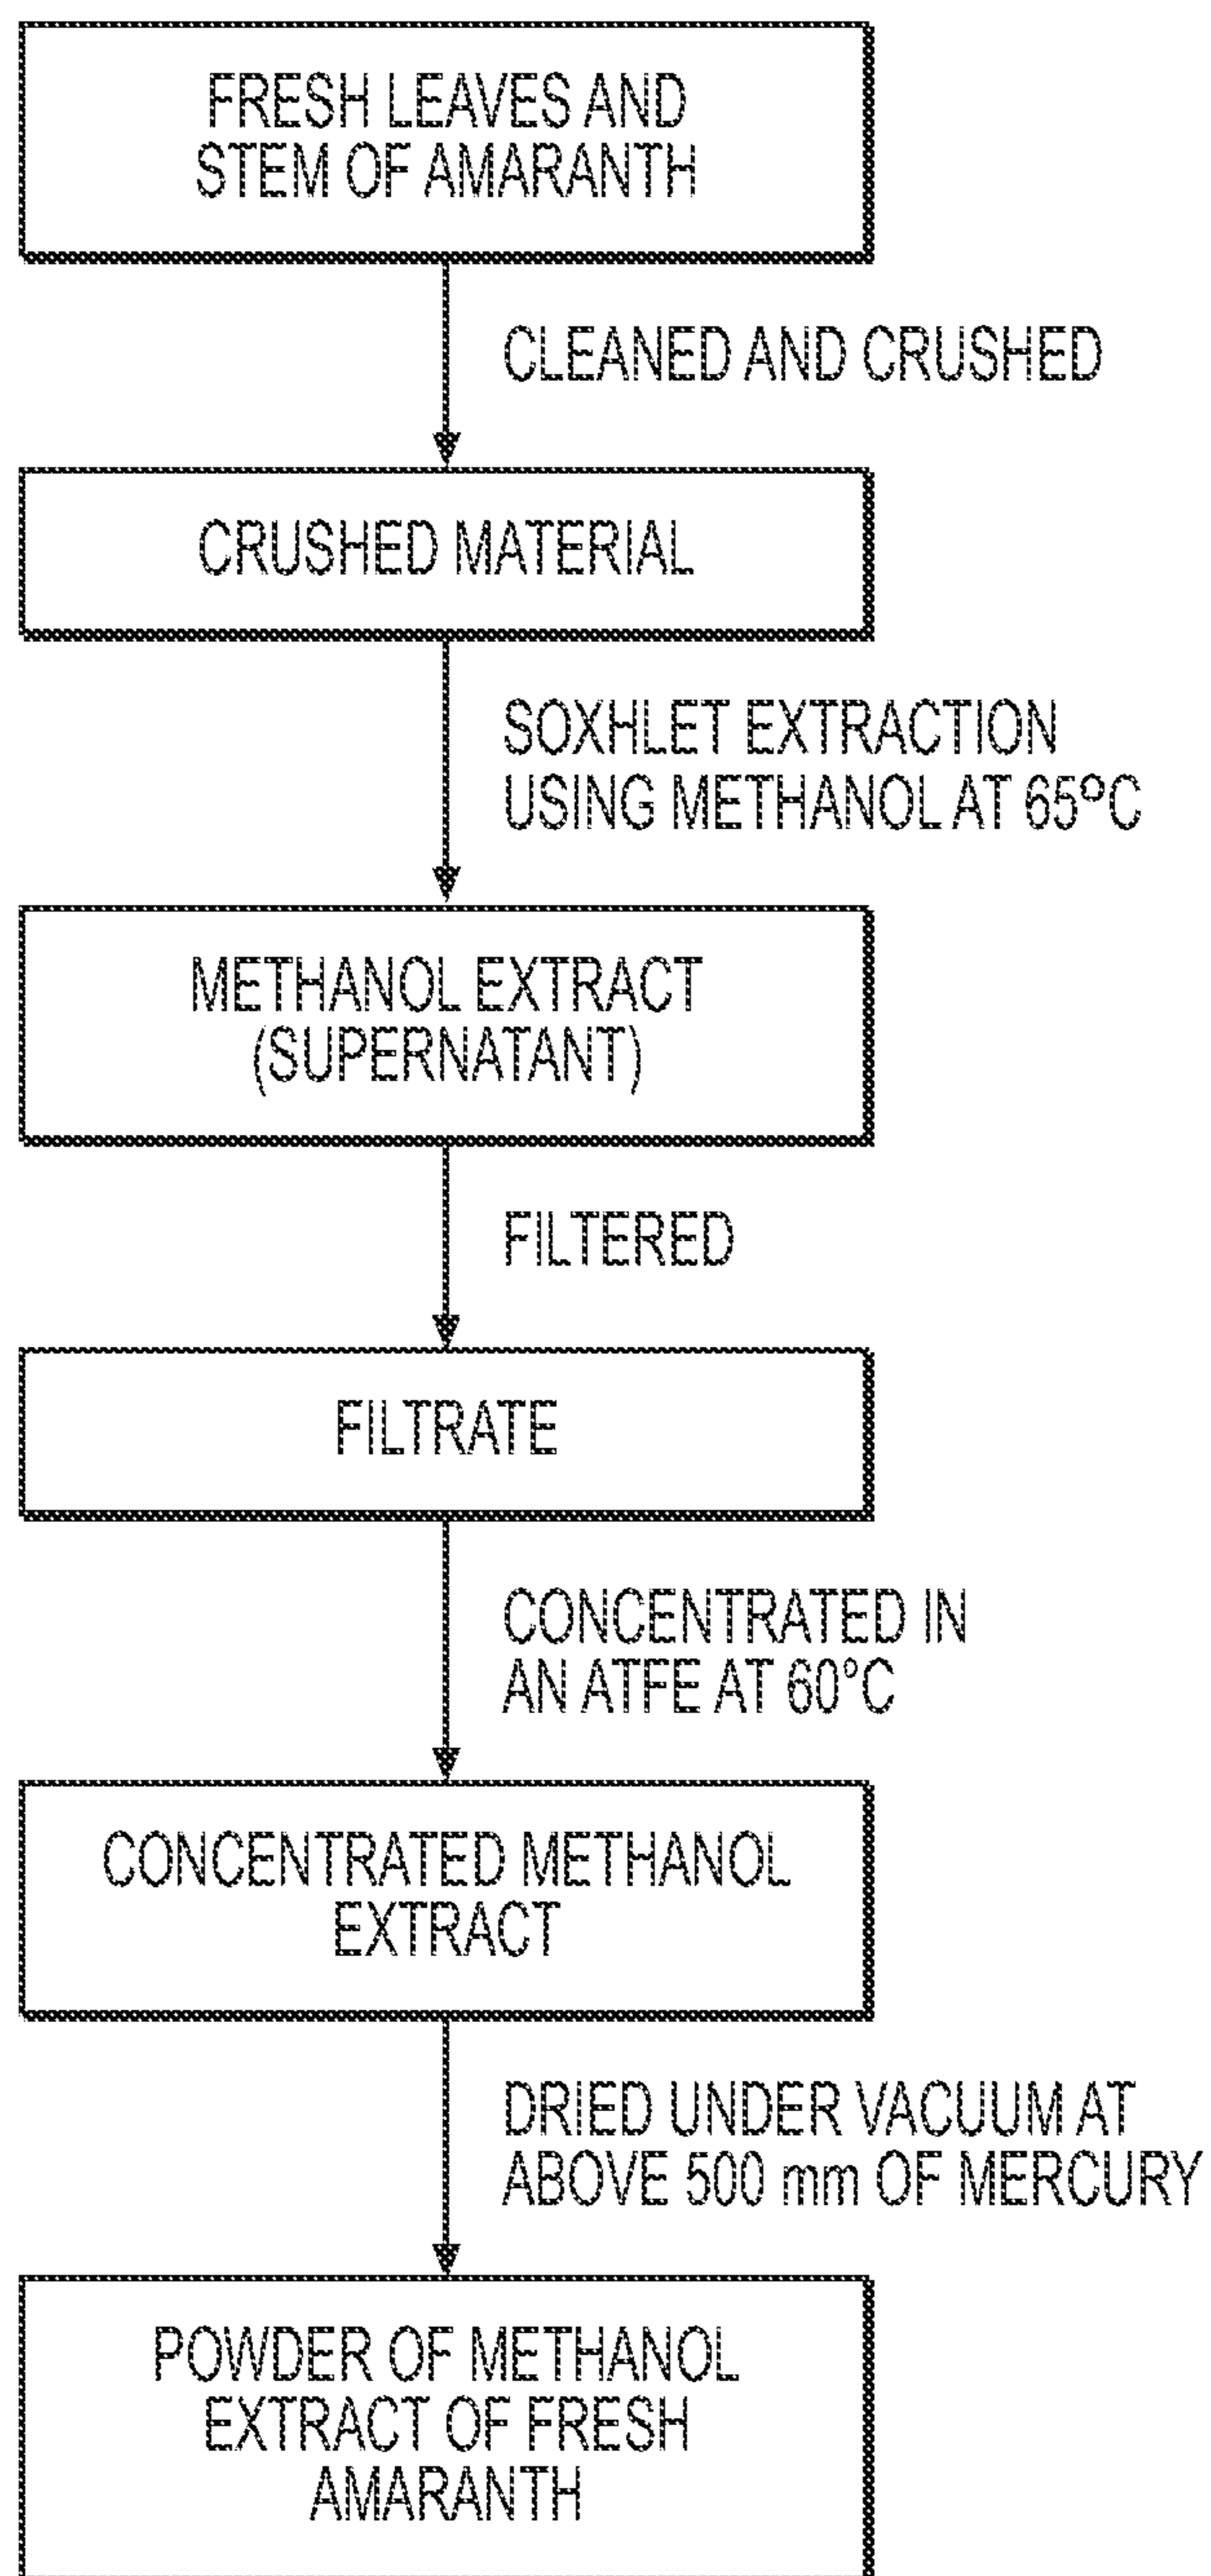 FRESH LEAVES AND
STEM OF AMARANTH
CLEANED AND CRUSHED
CRUSHED MATERIAL
SOXHLET EXTRACTION
USING METHANOL AT 65ºC
METHANOL EXTRACT
(SUPERNATANT)
FILTERED
FILTRATE
CONCENTRATED IN
AN ATFE AT 60°C
CONCENTRATED METHANOL
EXTRACT
DRIED UNDER VACUUM AT
ABOVE 500 mm OF MERCURY
POWDER OF METHANOL
EXTRACT OF FRESH
AMARANTH